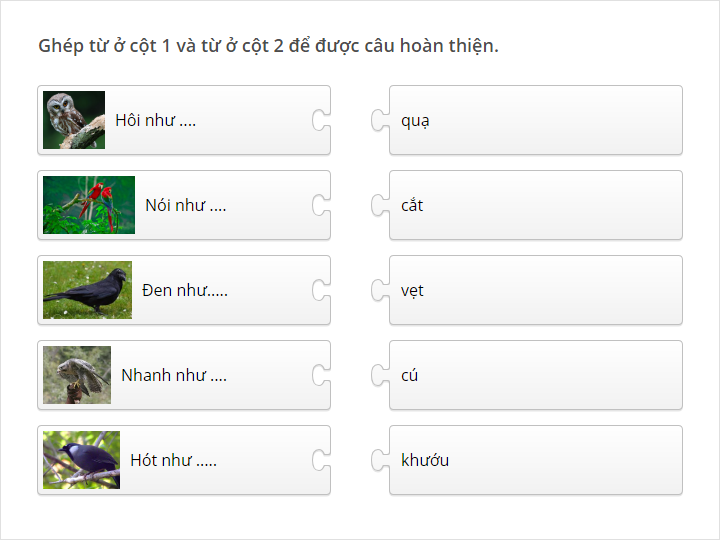 Ghép từ ở cột 1 và từ ở cột 2 để được câu hoàn thiện.
Hôi như .... quạ
Nói như .... cắt
Đen như..... vẹt
Nhanh như .... cú
Hót như ..... khướu